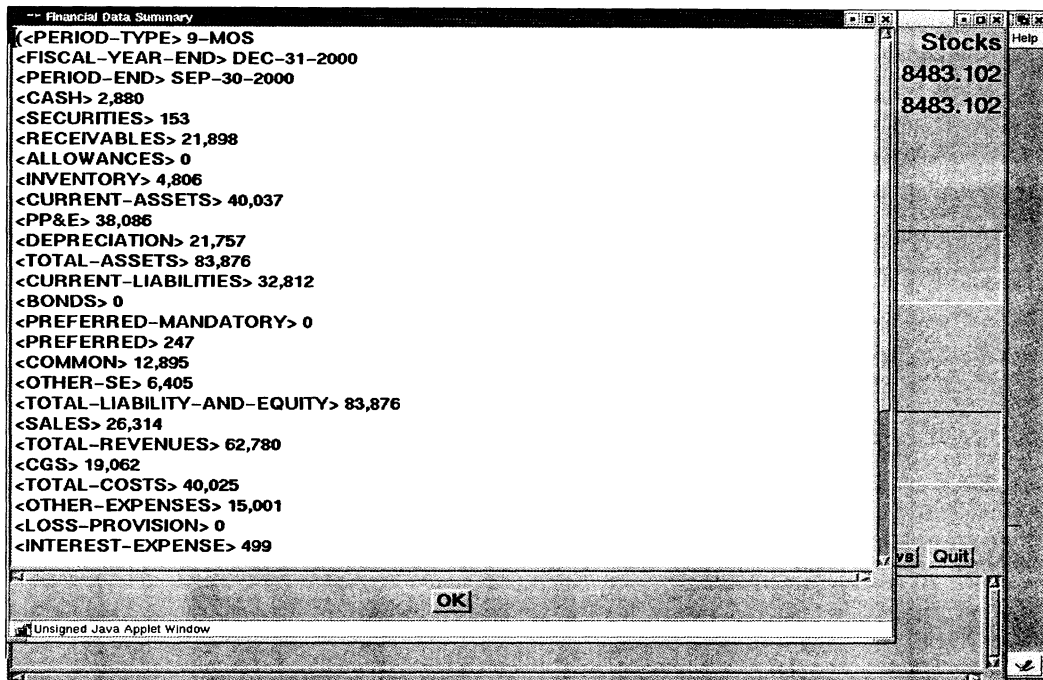 Financial Data Summary
(<PERIOD-TYPE> 9-MOS
<FISCAL-YEAR-END> DEC-31-2000
<PERIOD-END> SEP-30-2000
<CASH> 2,880
<SECURITIES> 153
<RECEIVABLES> 21,898
<ALLOWANCES> 0
<INVENTORY> 4,806
<CURRENT-ASSETS> 40,037
<PP&E> 38,086
<DEPRECIATION> 21,757
<TOTAL-ASSETS> 83,876
<CURRENT-LIABILITIES> 32,812
<BONDS> 0
<PREFERRED-MANDATORY> 0
<PREFERRED> 247
<COMMON> 12,895
<OTHER-SE> 6,405
<TOTAL-LIABILITY-AND-EQUITY> 83,876
<SALES> 26,314
<TOTAL-REVENUES> 62,780
<CGS> 19,062
<TOTAL-COSTS> 40,025
<OTHER-EXPENSES> 15,001
<LOSS-PROVISION> 0
<INTEREST-EXPENSE> 499
OK
Unsigned Java Applet Window
Stocks
8483.102
8483.102
ws
Quit
Help